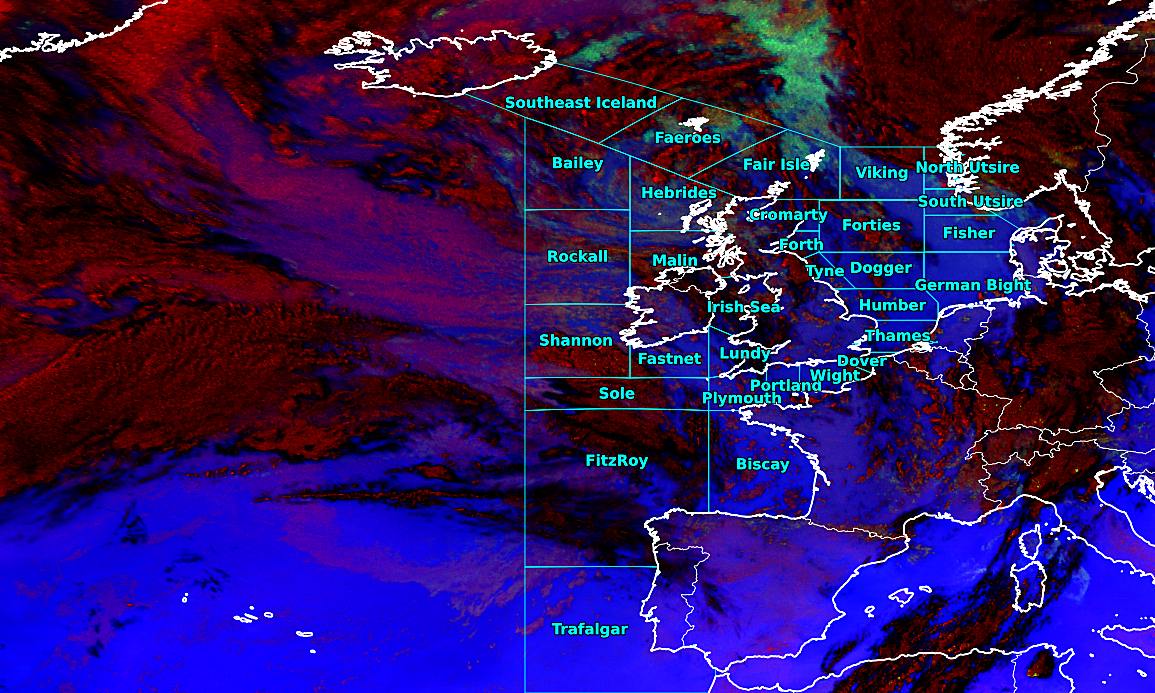 Southeast Iceland
Faeroes
Bailey
Fair Isle
North Utsire
Viking
Hebrides
South Utsire
Cromarty
Forties
Fisher
Forth
Rockall
Malin
Tyne
Dogger
German Bight
Irish Sea
Humber
Shannon
Thames
Fastnet
Lundy
Dover
Wight
Portland
Sole
Plymouth
FitzRoy
Biscay
Trafalgar